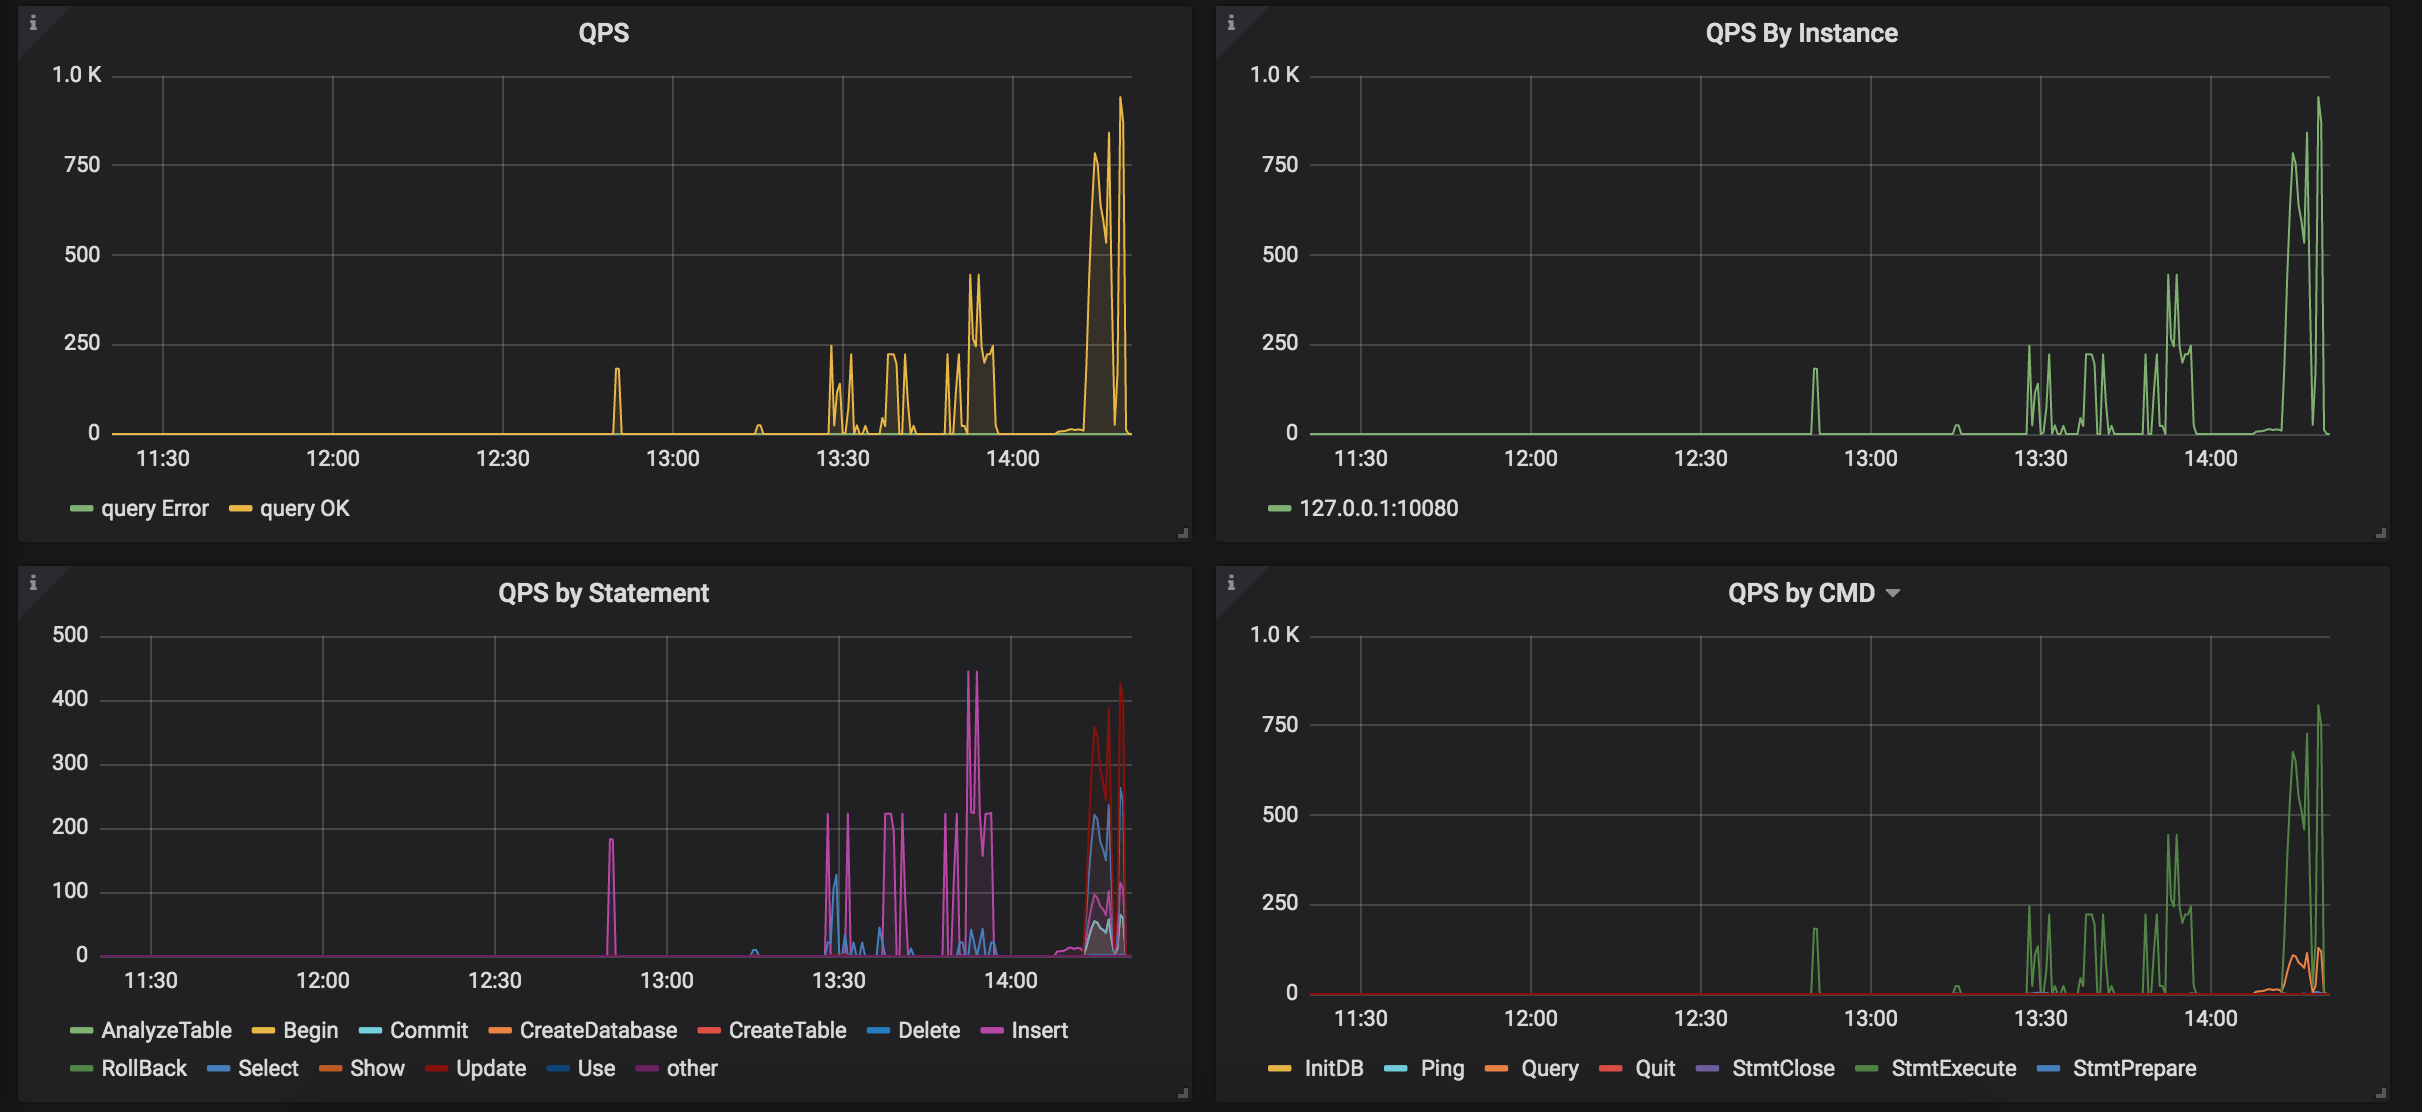 QPS
1.0 K
750
500
250
0
11:30 12:00 12:30 13:00 13:30 14:00
query Error query OK
QPS By Instance
1.0 K
750
500
250
0
11:30 12:00 12:30 13:00 13:30 14:00
127.0.0.1:10080
QPS by Statement
500
400
300
200
100
0
11:30 12:00 12:30 13:00 13:30 14:00
AnalyzeTable Begin Commit CreateDatabase CreateTable Delete Insert
RollBack Select Show Update Use other
QPS by CMD
1.0 K
750
500
250
0
11:30 12:00 12:30 13:00 13:30 14:00
InitDB Ping Query Quit StmtClose StmtExecute StmtPrepare